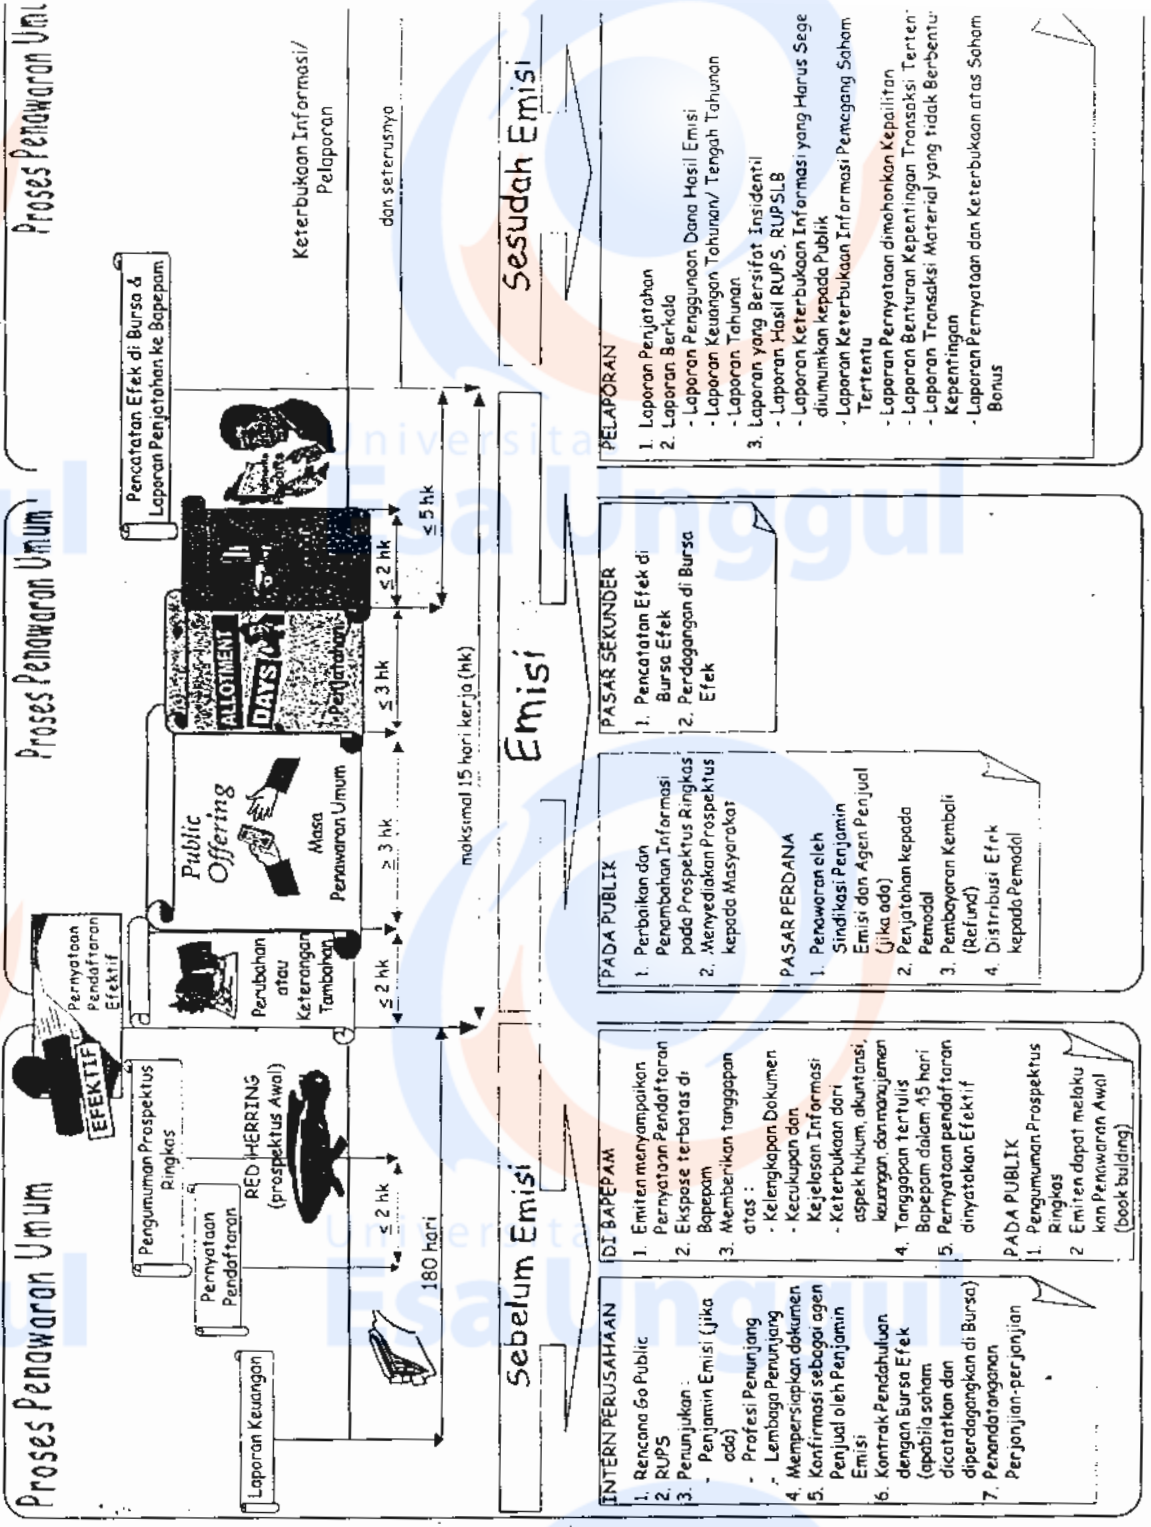 Proses Penawaran Umum
Proses Penawaran Umum
Proses Penawaran Um
Laporan Keuangan
Pernyataan
Pendaftaran
Pengumuman Prospektus
Ringkas
RED HERRING
(prospektus Awal)
EFEKTIF
Pernyataan
Pendaftaran
Efektif
Perubahan
atau
Keterangan
Tambahan
Public
Offering
Masa
Penawaran Umum
ALLOTMENT
DAYS
Penjatahan
Pencatatan Efek di Bursa &
Laporan Penjatahan ke Bapepam
Keterbukaan Informasi/
Pelaporan
≤ 2 hk
180 hari
≤ 2 hk
≥ 3 hk
≤ 3 hk
≤ 2 hk
≤ 5 hk
maksimal 15 hari kerja (hk)
dan seterusnya
Sebelum Emisi
Emisi
Sesudah Emisi
INTERN PERUSAHAAN
1. Rencana Go Public
2. RUPS
3. Penunjukan :
- Penjamin Emisi (jika
ada)
- Profesi Penunjang
- Lembaga Penunjang
4. Mempersiapkan dokumen
5. Konfirmasi sebagai agen
Penjual oleh Penjamin
Emisi
6. Kontrak Pendahuluan
dengan Bursa Efek
(apabila saham
dicatatkan dan
diperdagangkan di Bursa)
7. Penandatanganan
Perjanjian-perjanjian
DI BAPEPAM
1. Emiten menyampaikan
Pernyataan Pendaftaran
2. Ekspose terbatas di
Bapepam
3. Memberikan tanggapan
atas :
- Kelengkapan Dokumen
- Kecukupan dan
Kejelasan Informasi
- Keterbukaan dari
aspek hukum, akuntansi,
keuangan, dan manajemen
4. Tanggapan tertulis
Bapepam dalam 45 hari
5. Pernyataan pendaftaran
dinyatakan Efektif
PADA PUBLIK
1. Pengumuman Prospektus
Ringkas
2 Emiten dapat melaku
kan Penawaran Awal
(book bulding)
PADA PUBLIK
1. Perbaikan dan
Penambahan Informasi
pada Prospektus Ringkas
2. Menyediakan Prospektus
kepada Masyarakat
PASAR PERDANA
1. Penawaran oleh
Sindikasi Penjamin
Emisi dan Agen Penjual
(jika ada)
2. Penjatahan kepada
Pemodal
3. Pembayaran Kembali
(Refund)
4. Distribusi Efek
kepada Pemodal
PASAR SEKUNDER
1. Pencatatan Efek di
Bursa Efek
2. Perdagangan di Bursa
Efek
PELAPORAN
1. Laporan Penjatahan
2. Laporan Berkala
- Laporan Penggunaan Dana Hasil Emisi
- Laporan Keuangan Tahunan/ Tengah Tahunan
- Laporan Tahunan
3. Laporan yang Bersifat Insidentil
- Laporan Hasil RUPS, RUPSLB
- Laporan Keterbukaan Informasi yang Harus Sege
diumumkan kepada Publik
- Laporan Keterbukaan Informasi Pemegang Saham
Tertentu
- Laporan Pernyataan dimohonkan Kepailitan
- Laporan Benturan Kepentingan Transaksi Terten
- Laporan Transaksi Material yang tidak Berbentu
Kepentingan
- Laporan Pernyataan dan Keterbukaan atas Saham
Bonus
Universitas
Esa Unggul
Universitas
Esa Unggul